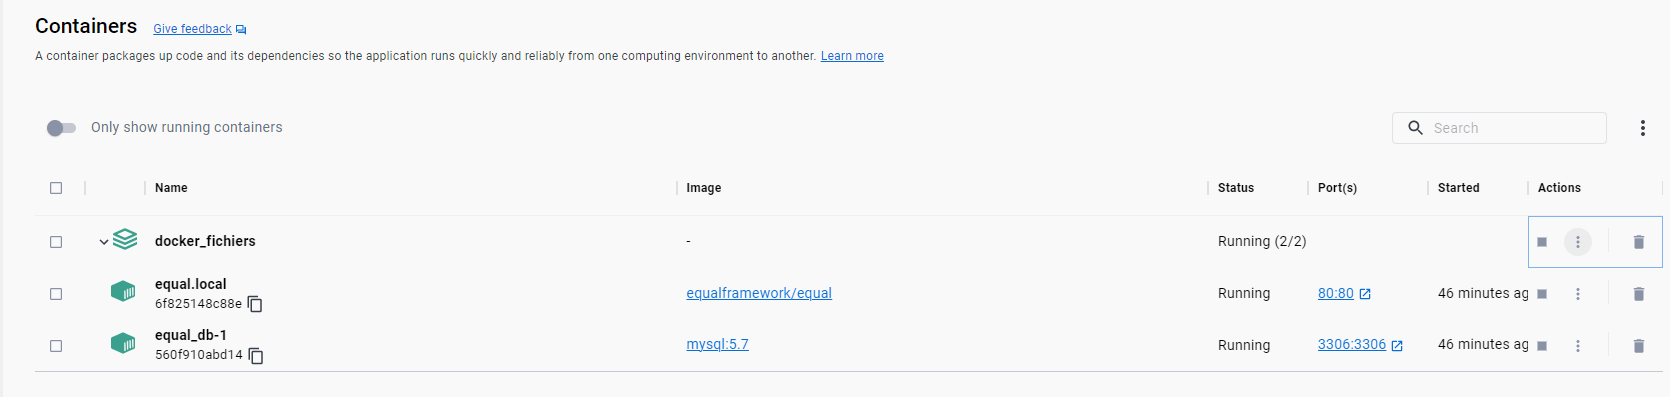 Containers Give feedback
A container packages up code and its dependencies so the application runs quickly and reliably from one computing environment to another. Learn more
Only show running containers
Search
Name Image Status Port(s) Started Actions
docker_fichiers - Running (2/2)
equal.local equalframework/equal Running 80:80 46 minutes ag
6f825148c88e
equal_db-1 mysql:5.7 Running 3306:3306 46 minutes ag
560f910abd14